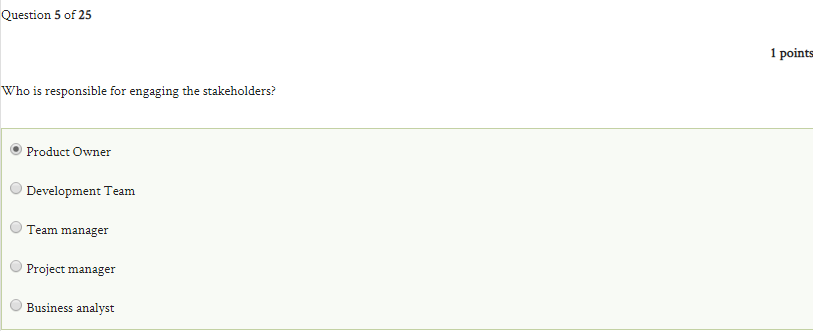 Question 5 of 25
1 points
Who is responsible for engaging the stakeholders?
Product Owner
Development Team
Team manager
Project manager
Business analyst